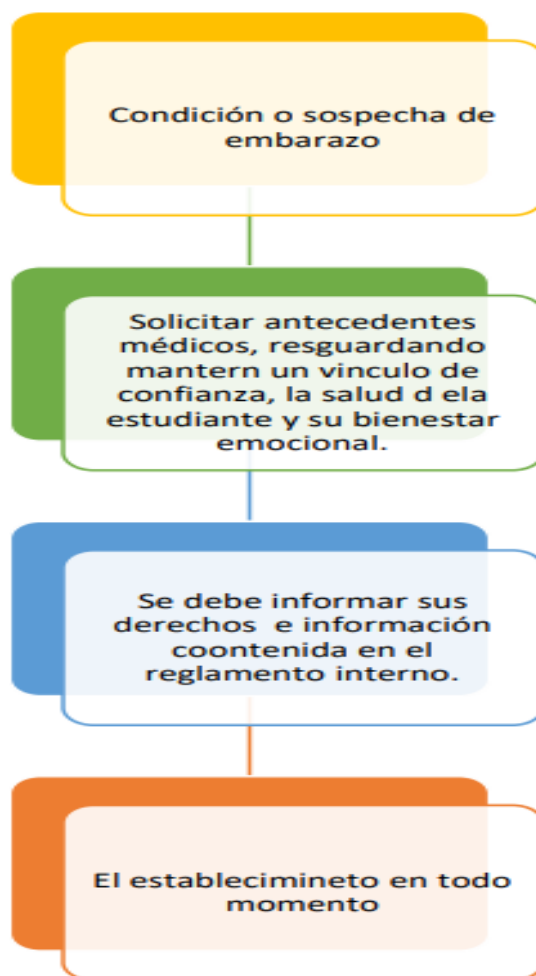 Condición o sospecha de
embarazo
Solicitar antecedentes
médicos, resguardando
mantern un vinculo de
confianza, la salud d ela
estudiante y su bienestar
emocional.
Se debe informar sus
derechos e información
coontenida en el
reglamento interno.
El establecimineto en todo
momento